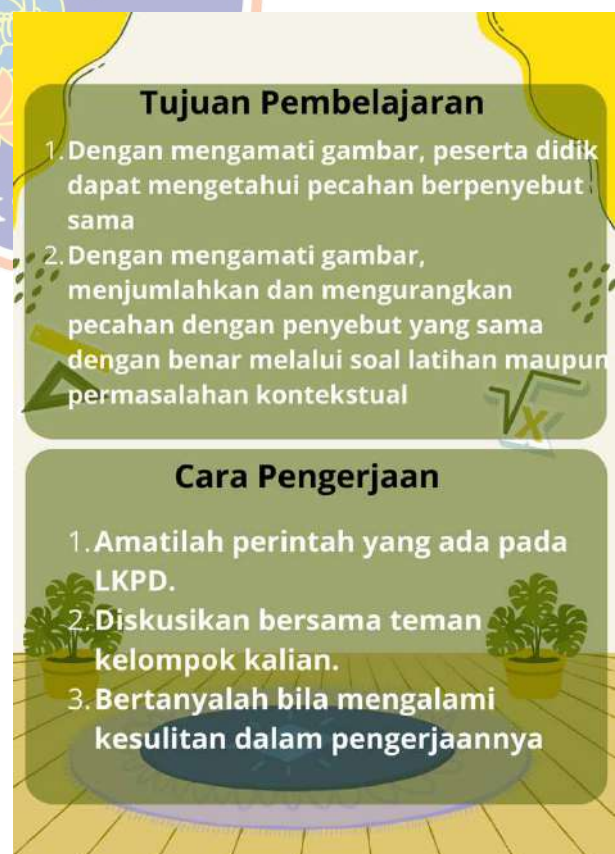 Tujuan Pembelajaran
1. Dengan mengamati gambar, peserta didik
dapat mengetahui pecahan berpenyebut
sama
2. Dengan mengamati gambar,
menjumlahkan dan mengurangkan
pecahan dengan penyebut yang sama
dengan benar melalui soal latihan maupun
permasalahan kontekstual
√x
Cara Pengerjaan
1. Amatilah perintah yang ada pada
LKPD.
2. Diskusikan bersama teman
kelompok kalian.
3. Bertanyalah bila mengalami
kesulitan dalam pengerjaannya